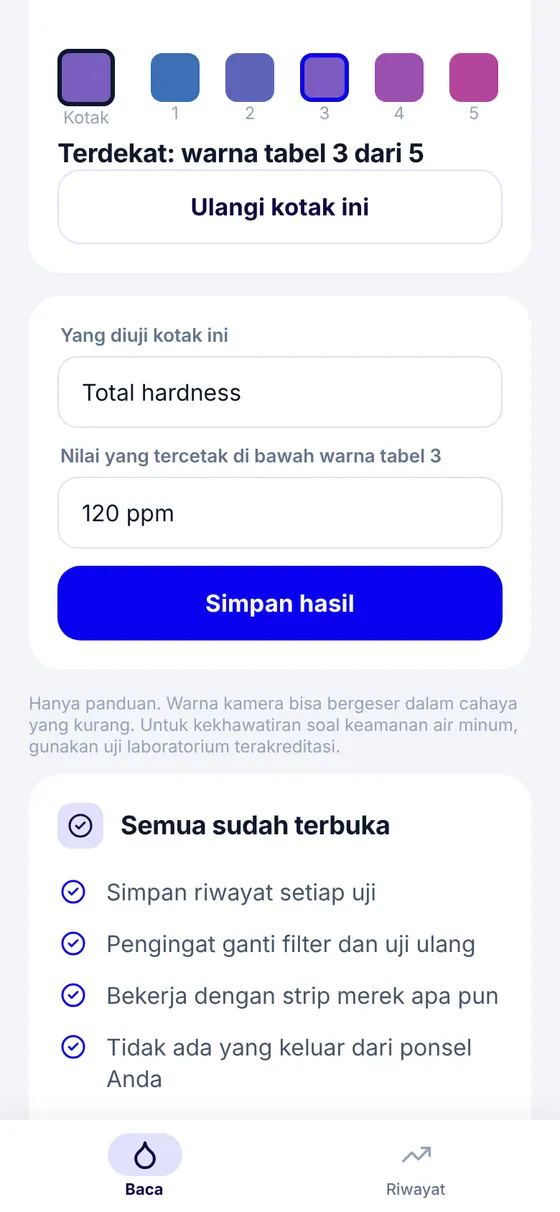 Kotak 1 2 3 4 5
Terdekat: warna tabel 3 dari 5
Ulangi kotak ini
Yang diuji kotak ini
Total hardness
Nilai yang tercetak di bawah warna tabel 3
120 ppm
Simpan hasil
Hanya panduan. Warna kamera bisa bergeser dalam cahaya
yang kurang. Untuk kekhawatiran soal keamanan air minum,
gunakan uji laboratorium terakreditasi.
Semua sudah terbuka
Simpan riwayat setiap uji
Pengingat ganti filter dan uji ulang
Bekerja dengan strip merek apa pun
Tidak ada yang keluar dari ponsel
Anda
Baca Riwayat